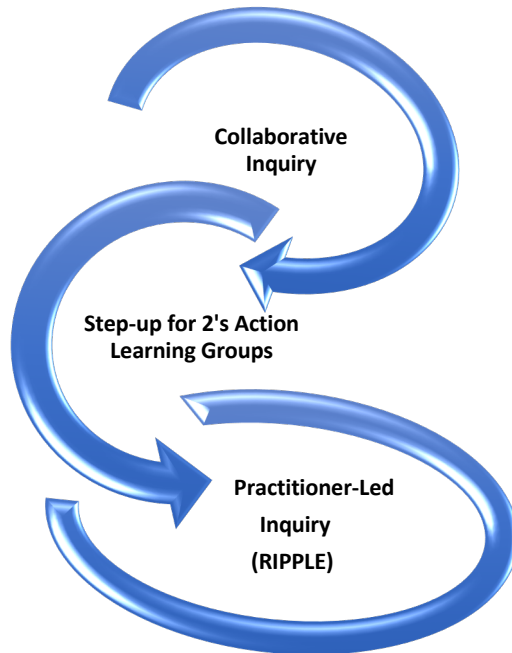 Collaborative
Inquiry
Step-up for 2's Action
Learning Groups
Practitioner-Led
Inquiry
(RIPPLE)